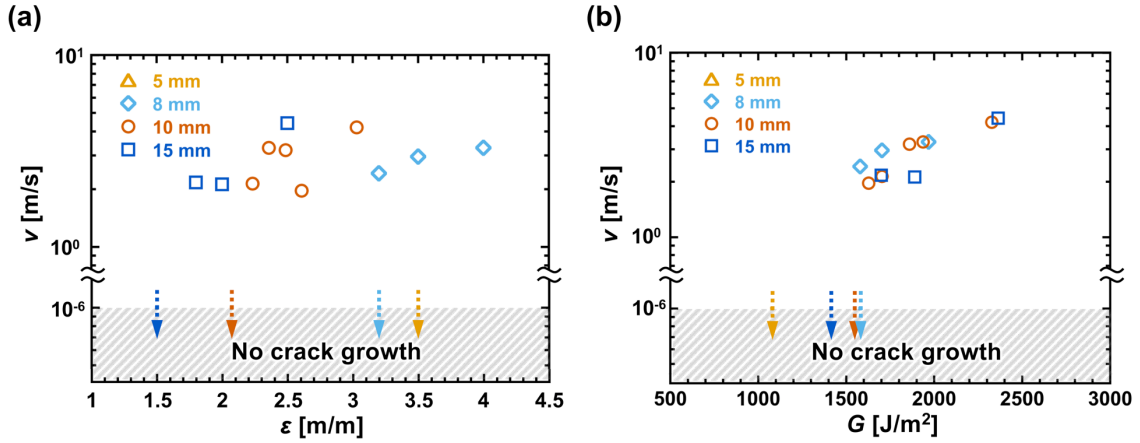 (a)
10¹
5 mm
8 mm
10 mm
15 mm
v [m/s]
10⁰
10⁻⁶
No crack growth
1 1.5 2 2.5 3 3.5 4 4.5
ε [m/m]
(b)
10¹
5 mm
8 mm
10 mm
15 mm
v [m/s]
10⁰
10⁻⁶
No crack growth
500 1000 1500 2000 2500 3000
G [J/m²]